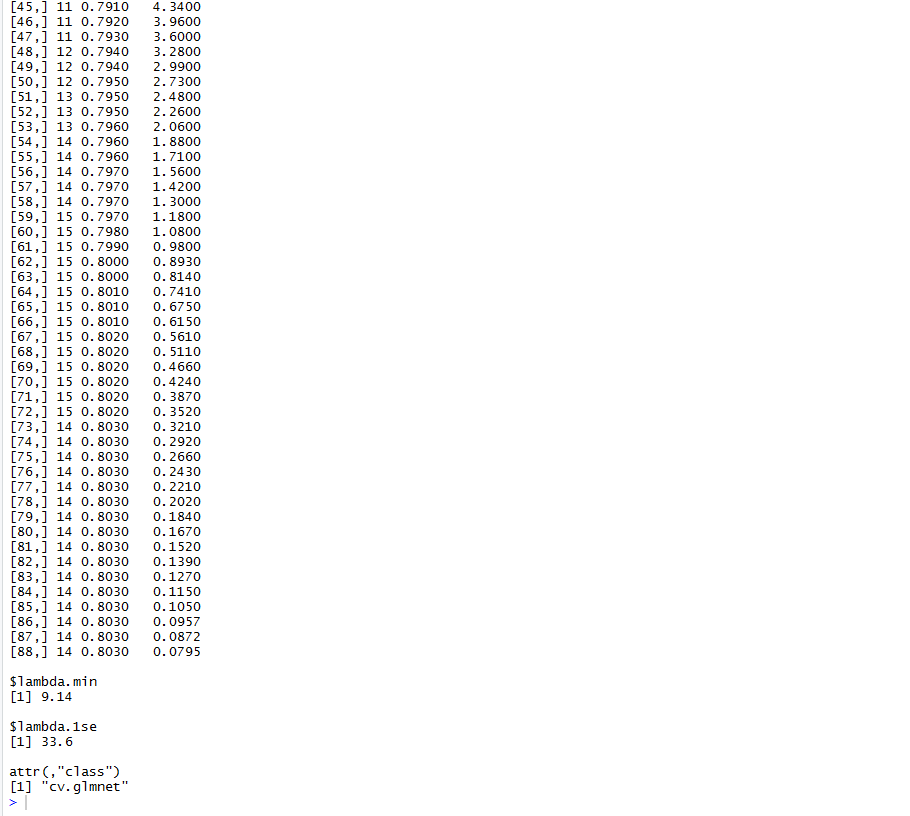 [45,] 11 0.7910   4.3400
[46,] 11 0.7920   3.9600
[47,] 11 0.7930   3.6000
[48,] 12 0.7940   3.2800
[49,] 12 0.7940   2.9900
[50,] 12 0.7950   2.7300
[51,] 13 0.7950   2.4800
[52,] 13 0.7950   2.2600
[53,] 13 0.7960   2.0600
[54,] 14 0.7960   1.8800
[55,] 14 0.7960   1.7100
[56,] 14 0.7970   1.5600
[57,] 14 0.7970   1.4200
[58,] 14 0.7970   1.3000
[59,] 15 0.7970   1.1800
[60,] 15 0.7980   1.0800
[61,] 15 0.7990   0.9800
[62,] 15 0.8000   0.8930
[63,] 15 0.8000   0.8140
[64,] 15 0.8010   0.7410
[65,] 15 0.8010   0.6750
[66,] 15 0.8010   0.6150
[67,] 15 0.8020   0.5610
[68,] 15 0.8020   0.5110
[69,] 15 0.8020   0.4660
[70,] 15 0.8020   0.4240
[71,] 15 0.8020   0.3870
[72,] 15 0.8020   0.3520
[73,] 14 0.8030   0.3210
[74,] 14 0.8030   0.2920
[75,] 14 0.8030   0.2660
[76,] 14 0.8030   0.2430
[77,] 14 0.8030   0.2210
[78,] 14 0.8030   0.2020
[79,] 14 0.8030   0.1840
[80,] 14 0.8030   0.1670
[81,] 14 0.8030   0.1520
[82,] 14 0.8030   0.1390
[83,] 14 0.8030   0.1270
[84,] 14 0.8030   0.1150
[85,] 14 0.8030   0.1050
[86,] 14 0.8030   0.0957
[87,] 14 0.8030   0.0872
[88,] 14 0.8030   0.0795
$lambda.min
[1] 9.14
$lambda.1se
[1] 33.6
attr(,"class")
[1] "cv.glmnet"
>